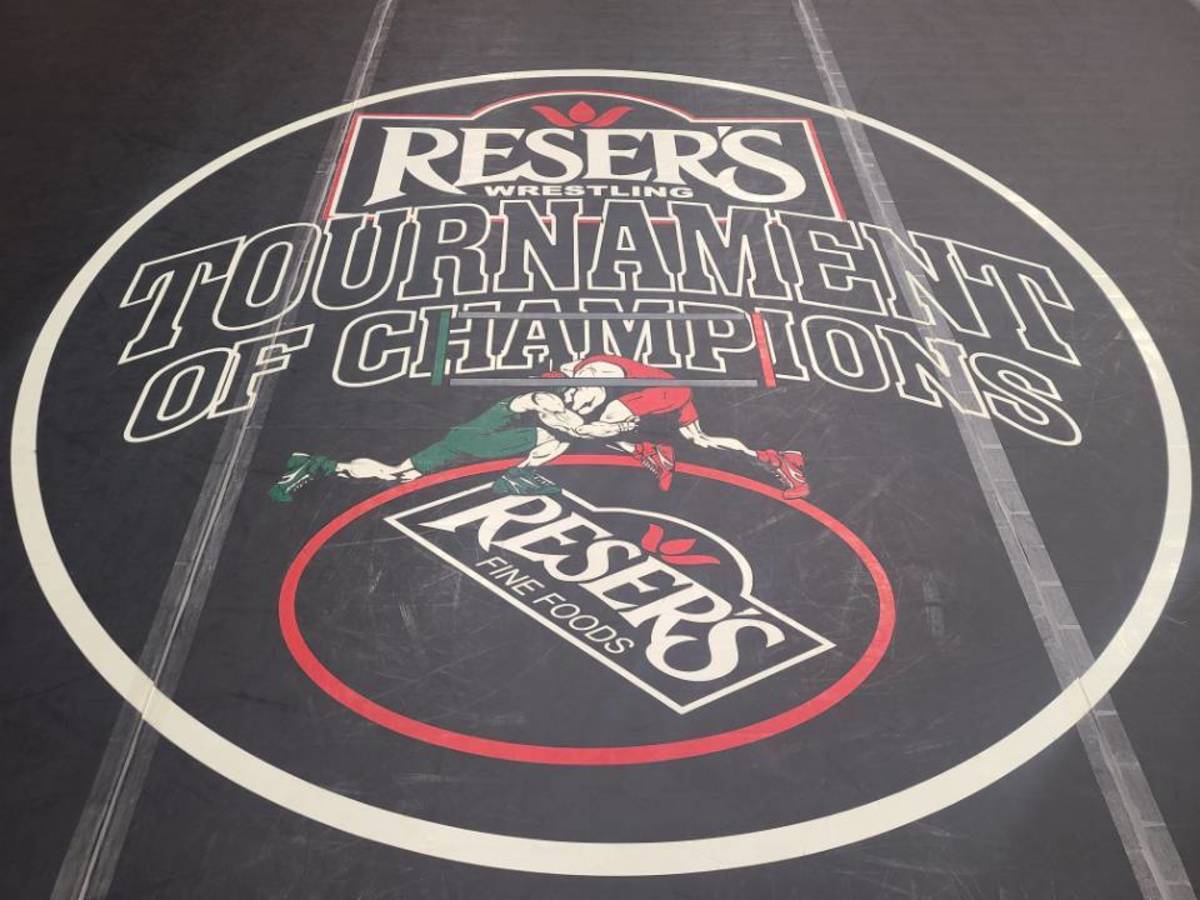 RESER'S
WRESTLING
TOURNAMENT
OF CHAMPIONS
RESER'S
FINE FOODS